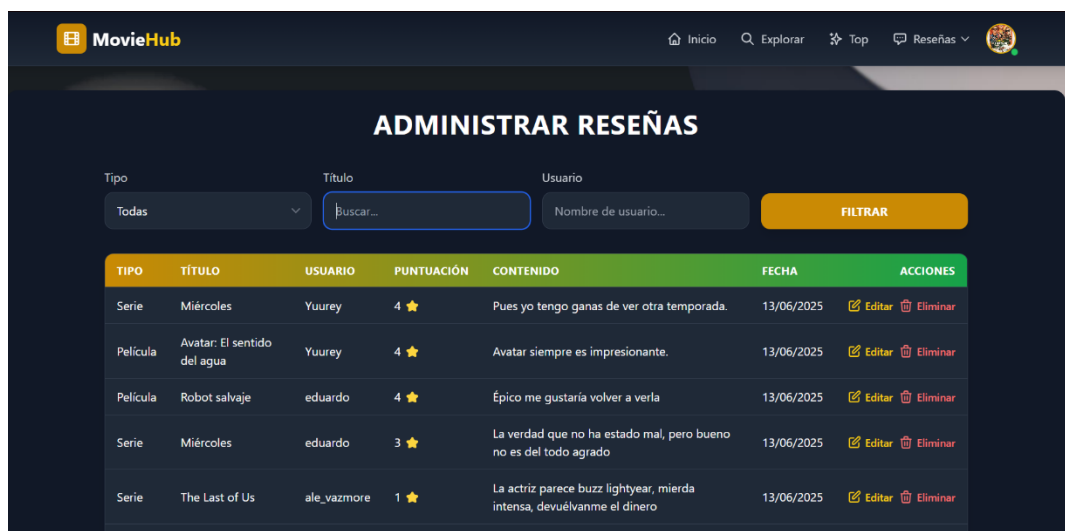 MovieHub Inicio Explorar Top Reseñas
ADMINISTRAR RESEÑAS
Tipo Título Usuario
Todas Buscar... Nombre de usuario... FILTRAR
TIPO TÍTULO USUARIO PUNTUACIÓN CONTENIDO FECHA ACCIONES
Serie Miércoles Yuurey 4 Pues yo tengo ganas de ver otra temporada. 13/06/2025 Editar Eliminar
Película Avatar: El sentido
del agua Yuurey 4 Avatar siempre es impresionante. 13/06/2025 Editar Eliminar
Película Robot salvaje eduardo 4 Épico me gustaría volver a verla 13/06/2025 Editar Eliminar
Serie Miércoles eduardo 3 La verdad que no ha estado mal, pero bueno
no es del todo agrado 13/06/2025 Editar Eliminar
Serie The Last of Us ale_vazmore 1 La actriz parece buzz lightyear, mierda
intensa, devuélvanme el dinero 13/06/2025 Editar Eliminar